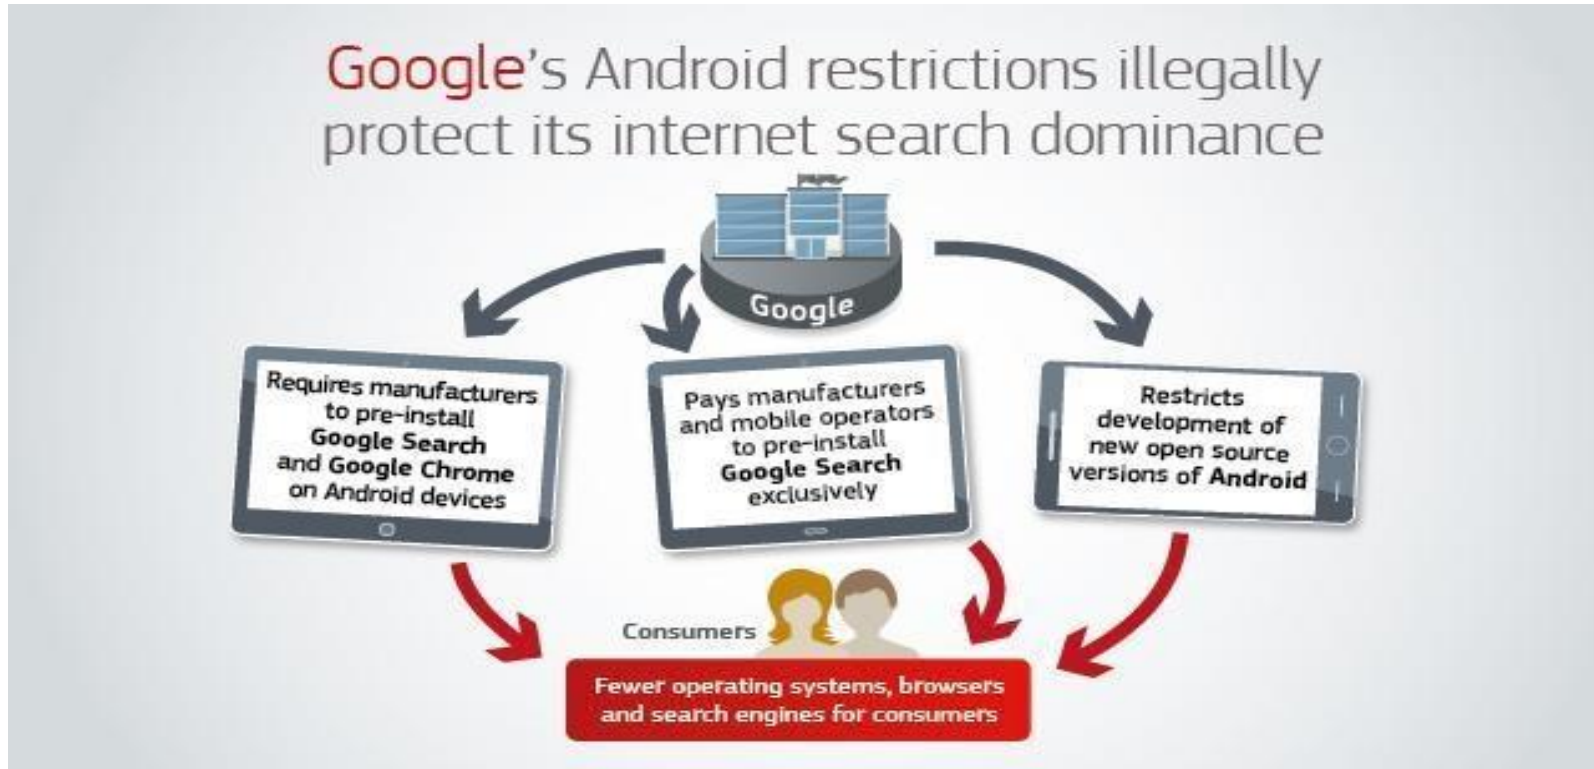 Google's Android restrictions illegally
protect its internet search dominance
Google
Requires manufacturers
to pre-install
Google Search
and Google Chrome
on Android devices
Pays manufacturers
and mobile operators
to pre-install
Google Search
exclusively
Restricts
development of
new open source
versions of Android
Consumers
Fewer operating systems, browsers
and search engines for consumers